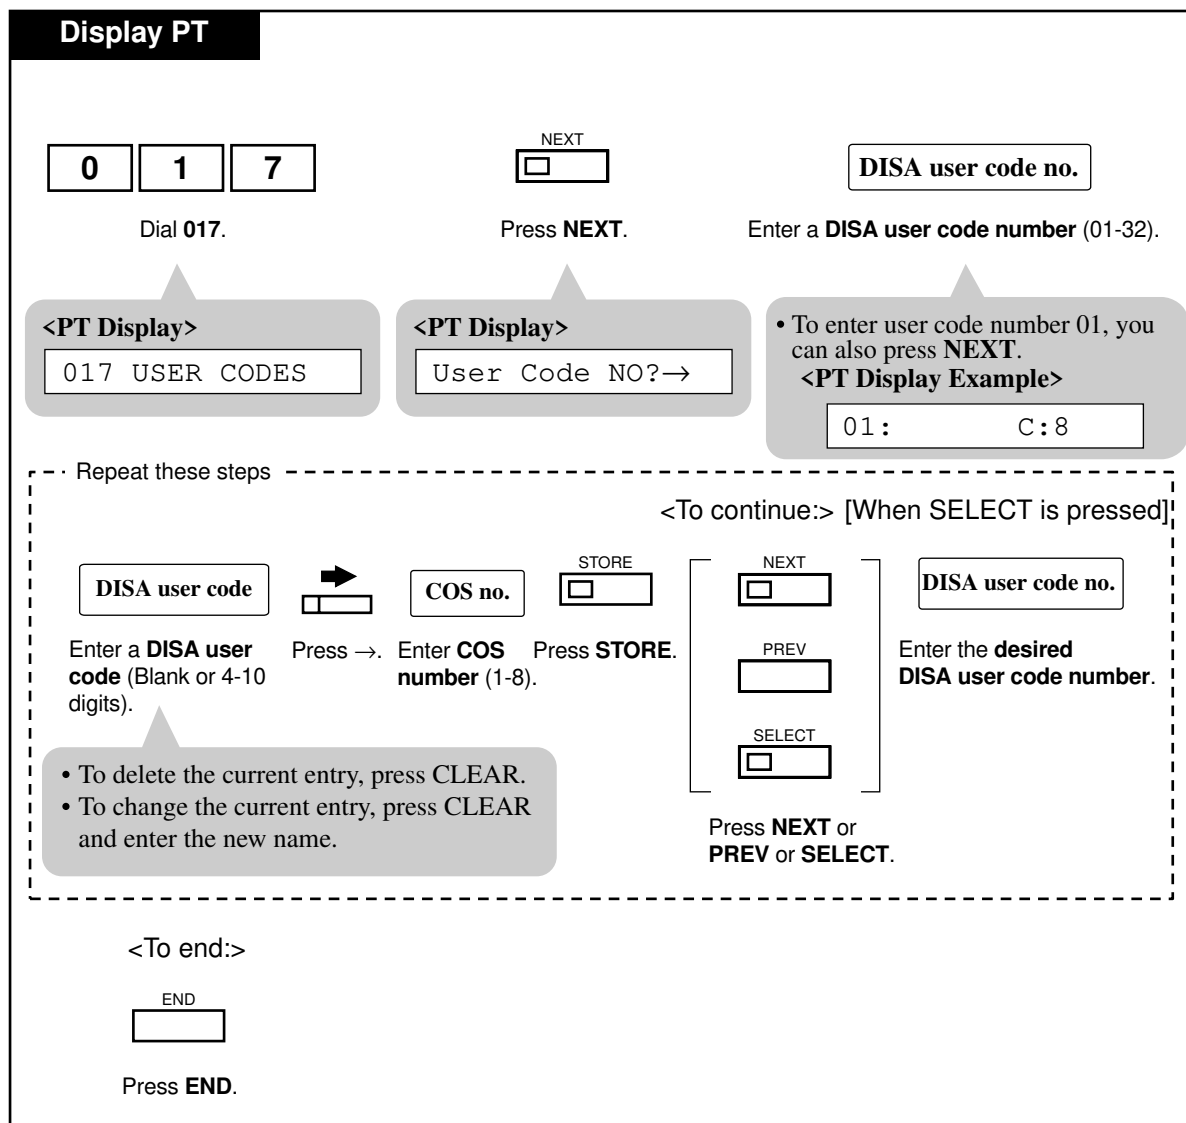 Display PT
0 1 7
NEXT
DISA user code no.
Dial 017.
Press NEXT.
Enter a DISA user code number (01-32).
<PT Display>
017 USER CODES
<PT Display>
User Code NO?→
• To enter user code number 01, you
can also press NEXT.
<PT Display Example>
01: C:8
Repeat these steps
<To continue:> [When SELECT is pressed]
DISA user code
COS no.
STORE
NEXT
DISA user code no.
Enter a DISA user
code (Blank or 4-10
digits).
Press →.
Enter COS
number (1-8).
Press STORE.
PREV
SELECT
Press NEXT or
PREV or SELECT.
Enter the desired
DISA user code number.
• To delete the current entry, press CLEAR.
• To change the current entry, press CLEAR
and enter the new name.
<To end:>
END
Press END.